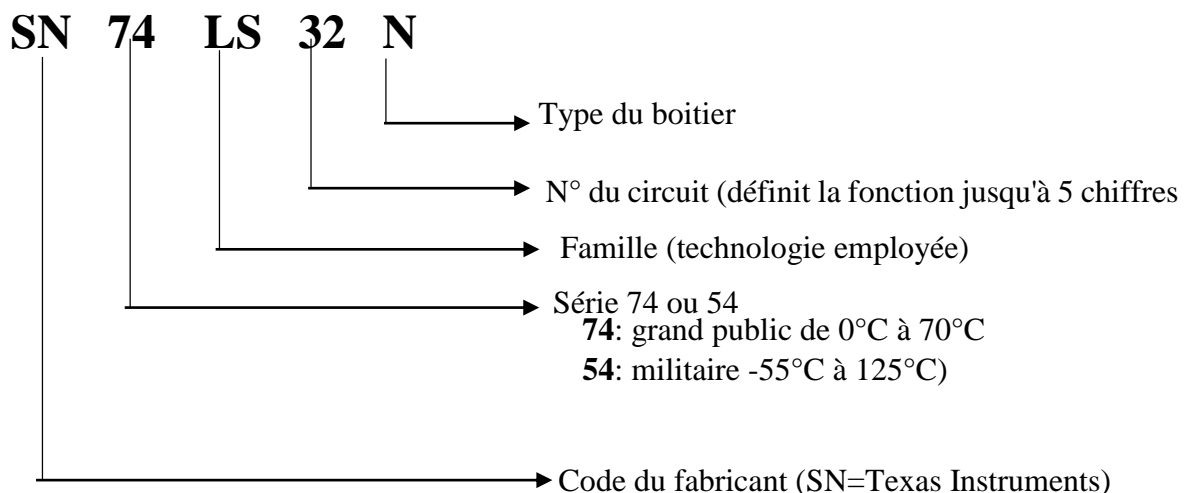 SN 74 LS 32 N
Type du boitier
N° du circuit (définit la fonction jusqu'à 5 chiffres
Famille (technologie employée)
Série 74 ou 54
74: grand public de 0°C à 70°C
54: militaire -55°C à 125°C)
Code du fabricant (SN=Texas Instruments)